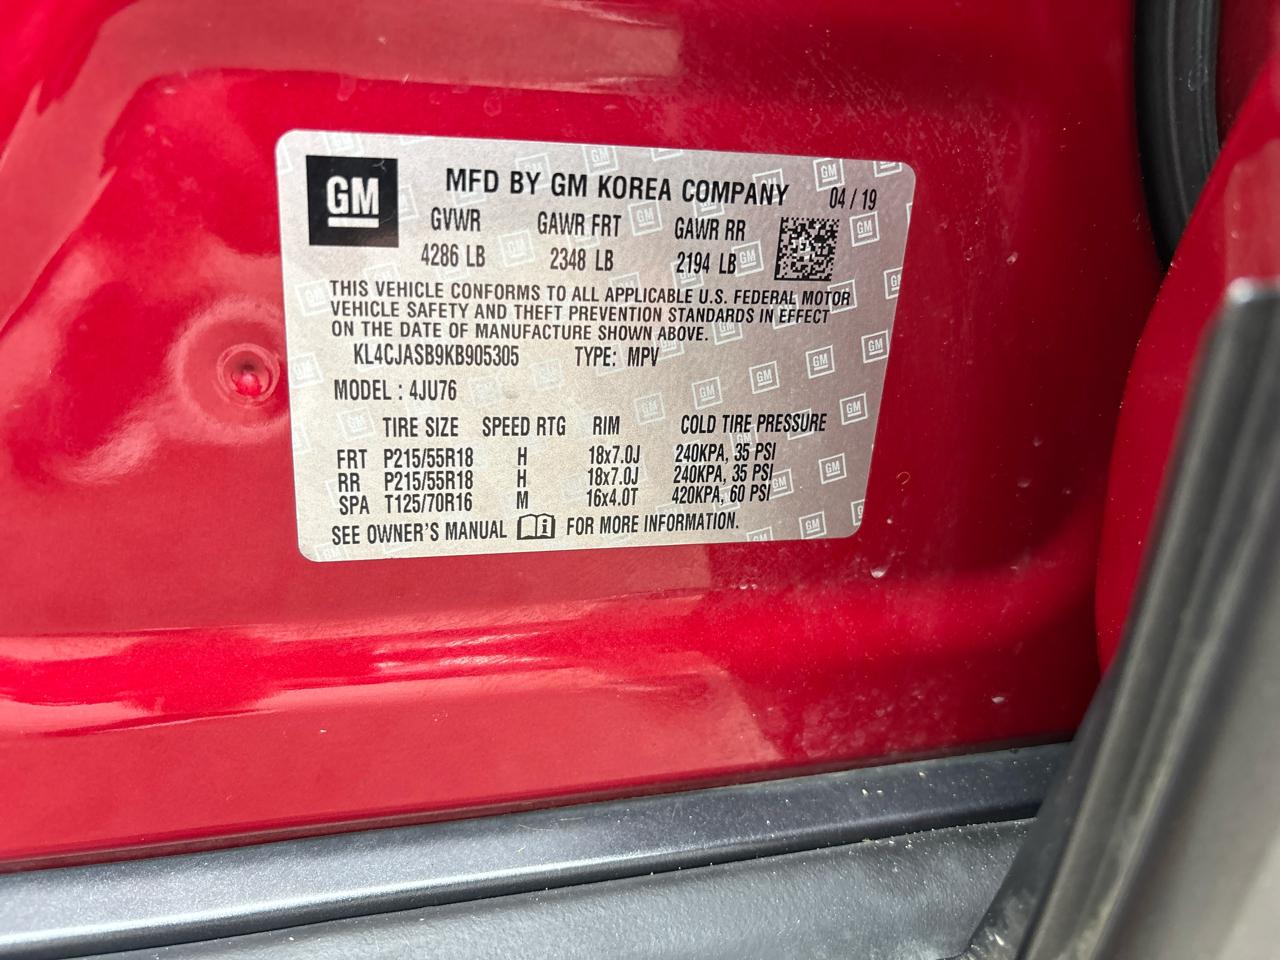 GM
MFD BY GM KOREA COMPANY 04 / 19
GVWR GAWR FRT GAWR RR
4286 LB 2348 LB 2194 LB
THIS VEHICLE CONFORMS TO ALL APPLICABLE U.S. FEDERAL MOTOR
VEHICLE SAFETY AND THEFT PREVENTION STANDARDS IN EFFECT
ON THE DATE OF MANUFACTURE SHOWN ABOVE.
KL4CJASB9KB905305 TYPE: MPV
MODEL : 4JU76
TIRE SIZE SPEED RTG RIM COLD TIRE PRESSURE
FRT P215/55R18 H 18x7.0J 240KPA, 35 PSI
RR P215/55R18 H 18x7.0J 240KPA, 35 PSI
SPA T125/70R16 M 16x4.0T 420KPA, 60 PSI
SEE OWNER'S MANUAL FOR MORE INFORMATION.